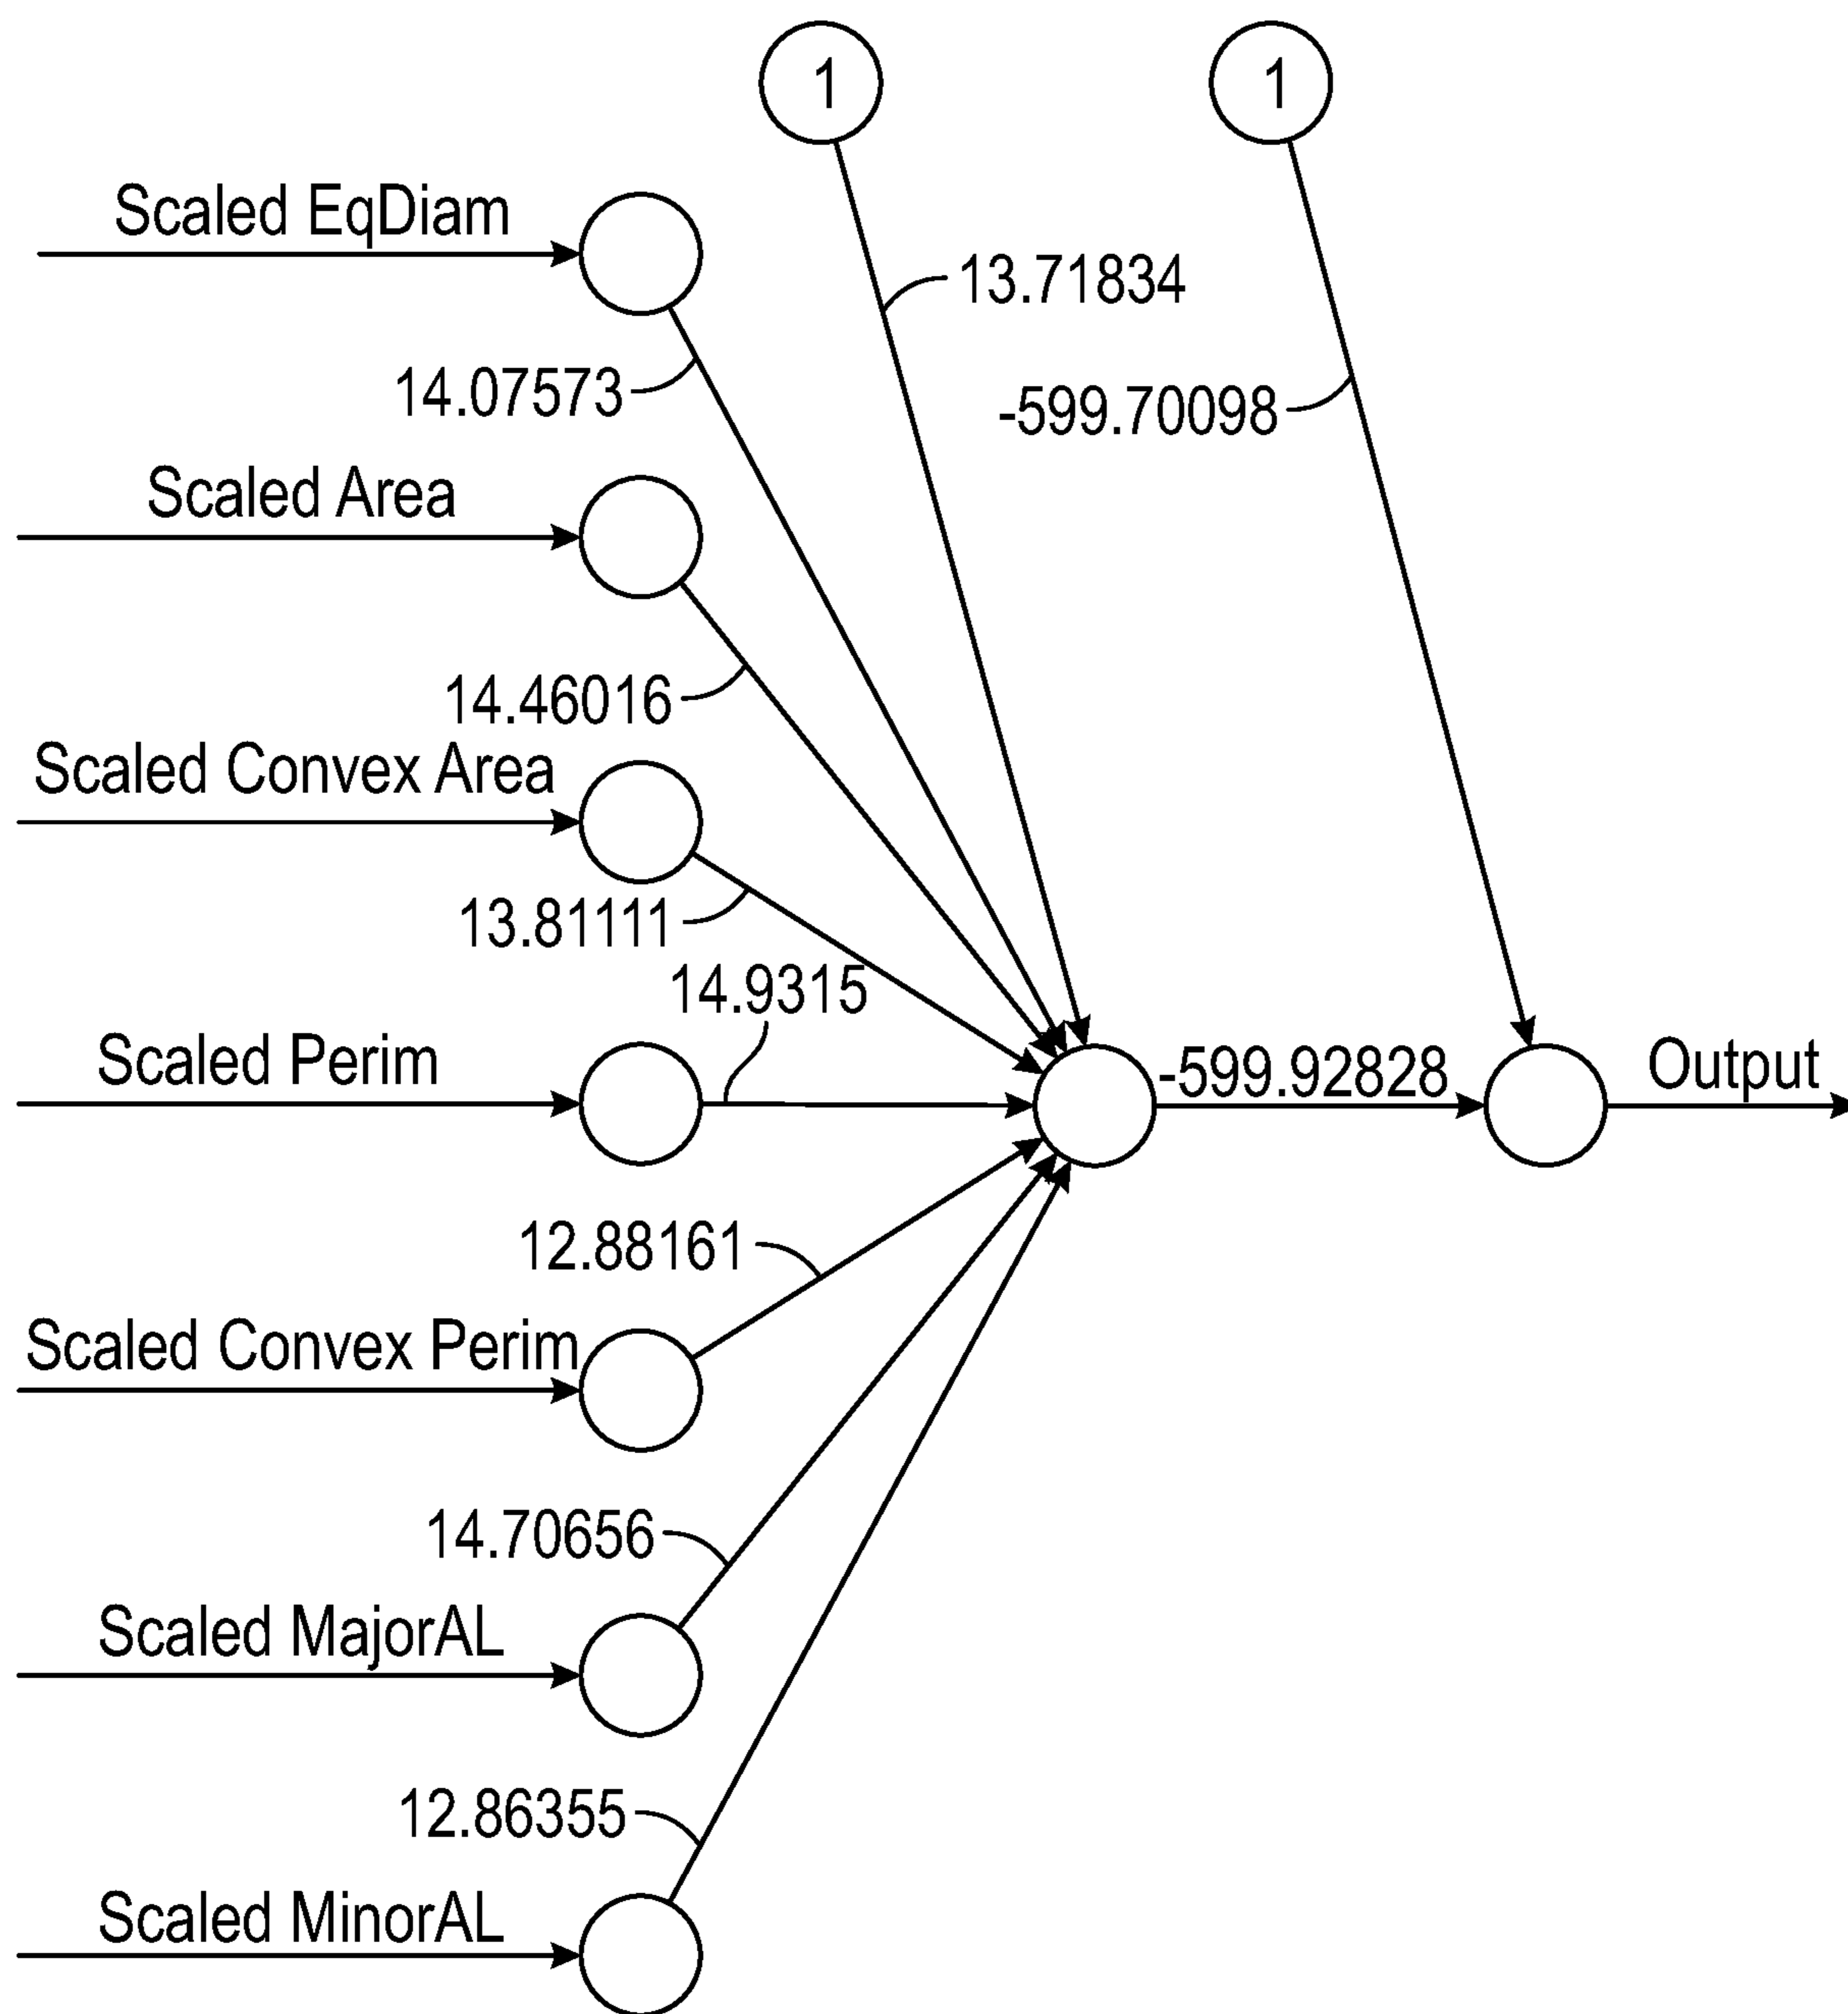 1
1
Scaled EqDiam
13.71834
14.07573
-599.70098
Scaled Area
14.46016
Scaled Convex Area
13.81111
14.9315
Scaled Perim
-599.92828
Output
12.88161
Scaled Convex Perim
14.70656
Scaled MajorAL
12.86355
Scaled MinorAL